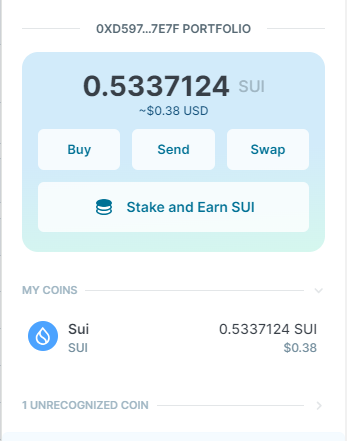 0XD597...7E7F PORTFOLIO
0.5337124 SUI
~$0.38 USD
Buy Send Swap
Stake and Earn SUI
MY COINS
Sui 0.5337124 SUI
SUI $0.38
1 UNRECOGNIZED COIN